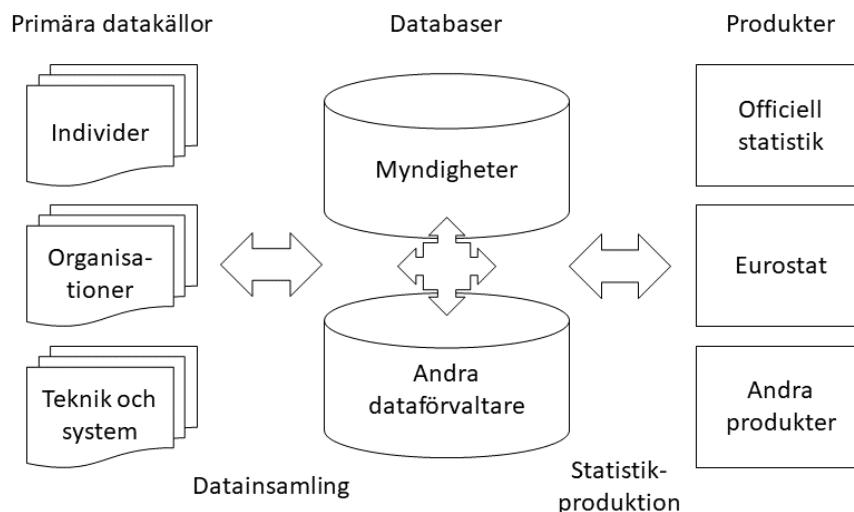 Primära datakällor
Databaser
Produkter
Individer
Organisa-
tioner
Teknik och
system
Datainsamling
Myndigheter
Andra
dataförvaltare
Statistik-
produktion
Officiell
statistik
Eurostat
Andra
produkter